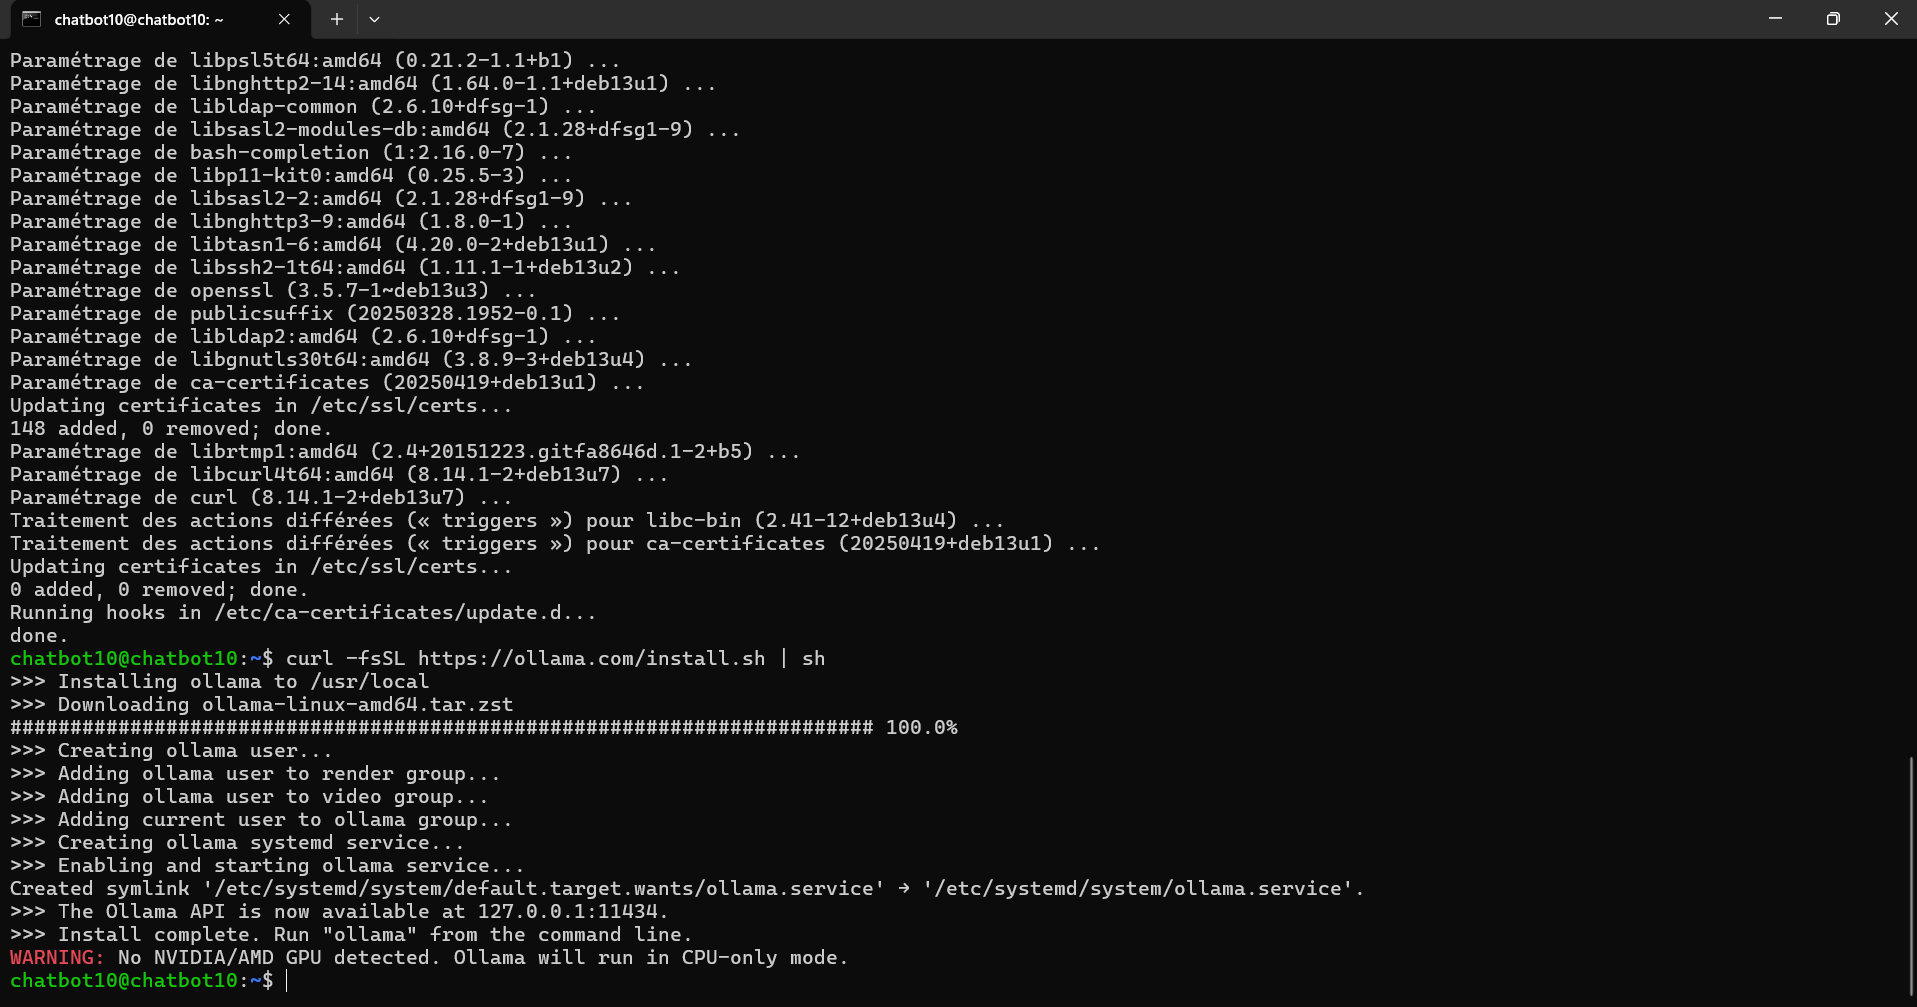 chatbot10@chatbot10: ~
Paramétrage de libpsl5t64:amd64 (0.21.2-1.1+b1) ...
Paramétrage de libnghttp2-14:amd64 (1.64.0-1.1+deb13u1) ...
Paramétrage de libldap-common (2.6.10+dfsg-1) ...
Paramétrage de libsasl2-modules-db:amd64 (2.1.28+dfsg1-9) ...
Paramétrage de bash-completion (1:2.16.0-7) ...
Paramétrage de libp11-kit0:amd64 (0.25.5-3) ...
Paramétrage de libsasl2-2:amd64 (2.1.28+dfsg1-9) ...
Paramétrage de libnghttp3-9:amd64 (1.8.0-1) ...
Paramétrage de libtasn1-6:amd64 (4.20.0-2+deb13u1) ...
Paramétrage de libssh2-1t64:amd64 (1.11.1-1+deb13u2) ...
Paramétrage de openssl (3.5.7-1~deb13u3) ...
Paramétrage de publicsuffix (20250328.1952-0.1) ...
Paramétrage de libldap2:amd64 (2.6.10+dfsg-1) ...
Paramétrage de libgnutls30t64:amd64 (3.8.9-3+deb13u4) ...
Paramétrage de ca-certificates (20250419+deb13u1) ...
Updating certificates in /etc/ssl/certs...
148 added, 0 removed; done.
Paramétrage de librtmp1:amd64 (2.4+20151223.gitfa8646d.1-2+b5) ...
Paramétrage de libcurl4t64:amd64 (8.14.1-2+deb13u7) ...
Paramétrage de curl (8.14.1-2+deb13u7) ...
Traitement des actions différées (« triggers ») pour libc-bin (2.41-12+deb13u4) ...
Traitement des actions différées (« triggers ») pour ca-certificates (20250419+deb13u1) ...
Updating certificates in /etc/ssl/certs...
0 added, 0 removed; done.
Running hooks in /etc/ca-certificates/update.d...
done.
chatbot10@chatbot10:~$ curl -fsSL https://ollama.com/install.sh | sh
>>> Installing ollama to /usr/local
>>> Downloading ollama-linux-amd64.tar.zst
######################################################################## 100.0%
>>> Creating ollama user...
>>> Adding ollama user to render group...
>>> Adding ollama user to video group...
>>> Adding current user to ollama group...
>>> Creating ollama systemd service...
>>> Enabling and starting ollama service...
Created symlink '/etc/systemd/system/default.target.wants/ollama.service' → '/etc/systemd/system/ollama.service'.
>>> The Ollama API is now available at 127.0.0.1:11434.
>>> Install complete. Run "ollama" from the command line.
WARNING: No NVIDIA/AMD GPU detected. Ollama will run in CPU-only mode.
chatbot10@chatbot10:~$